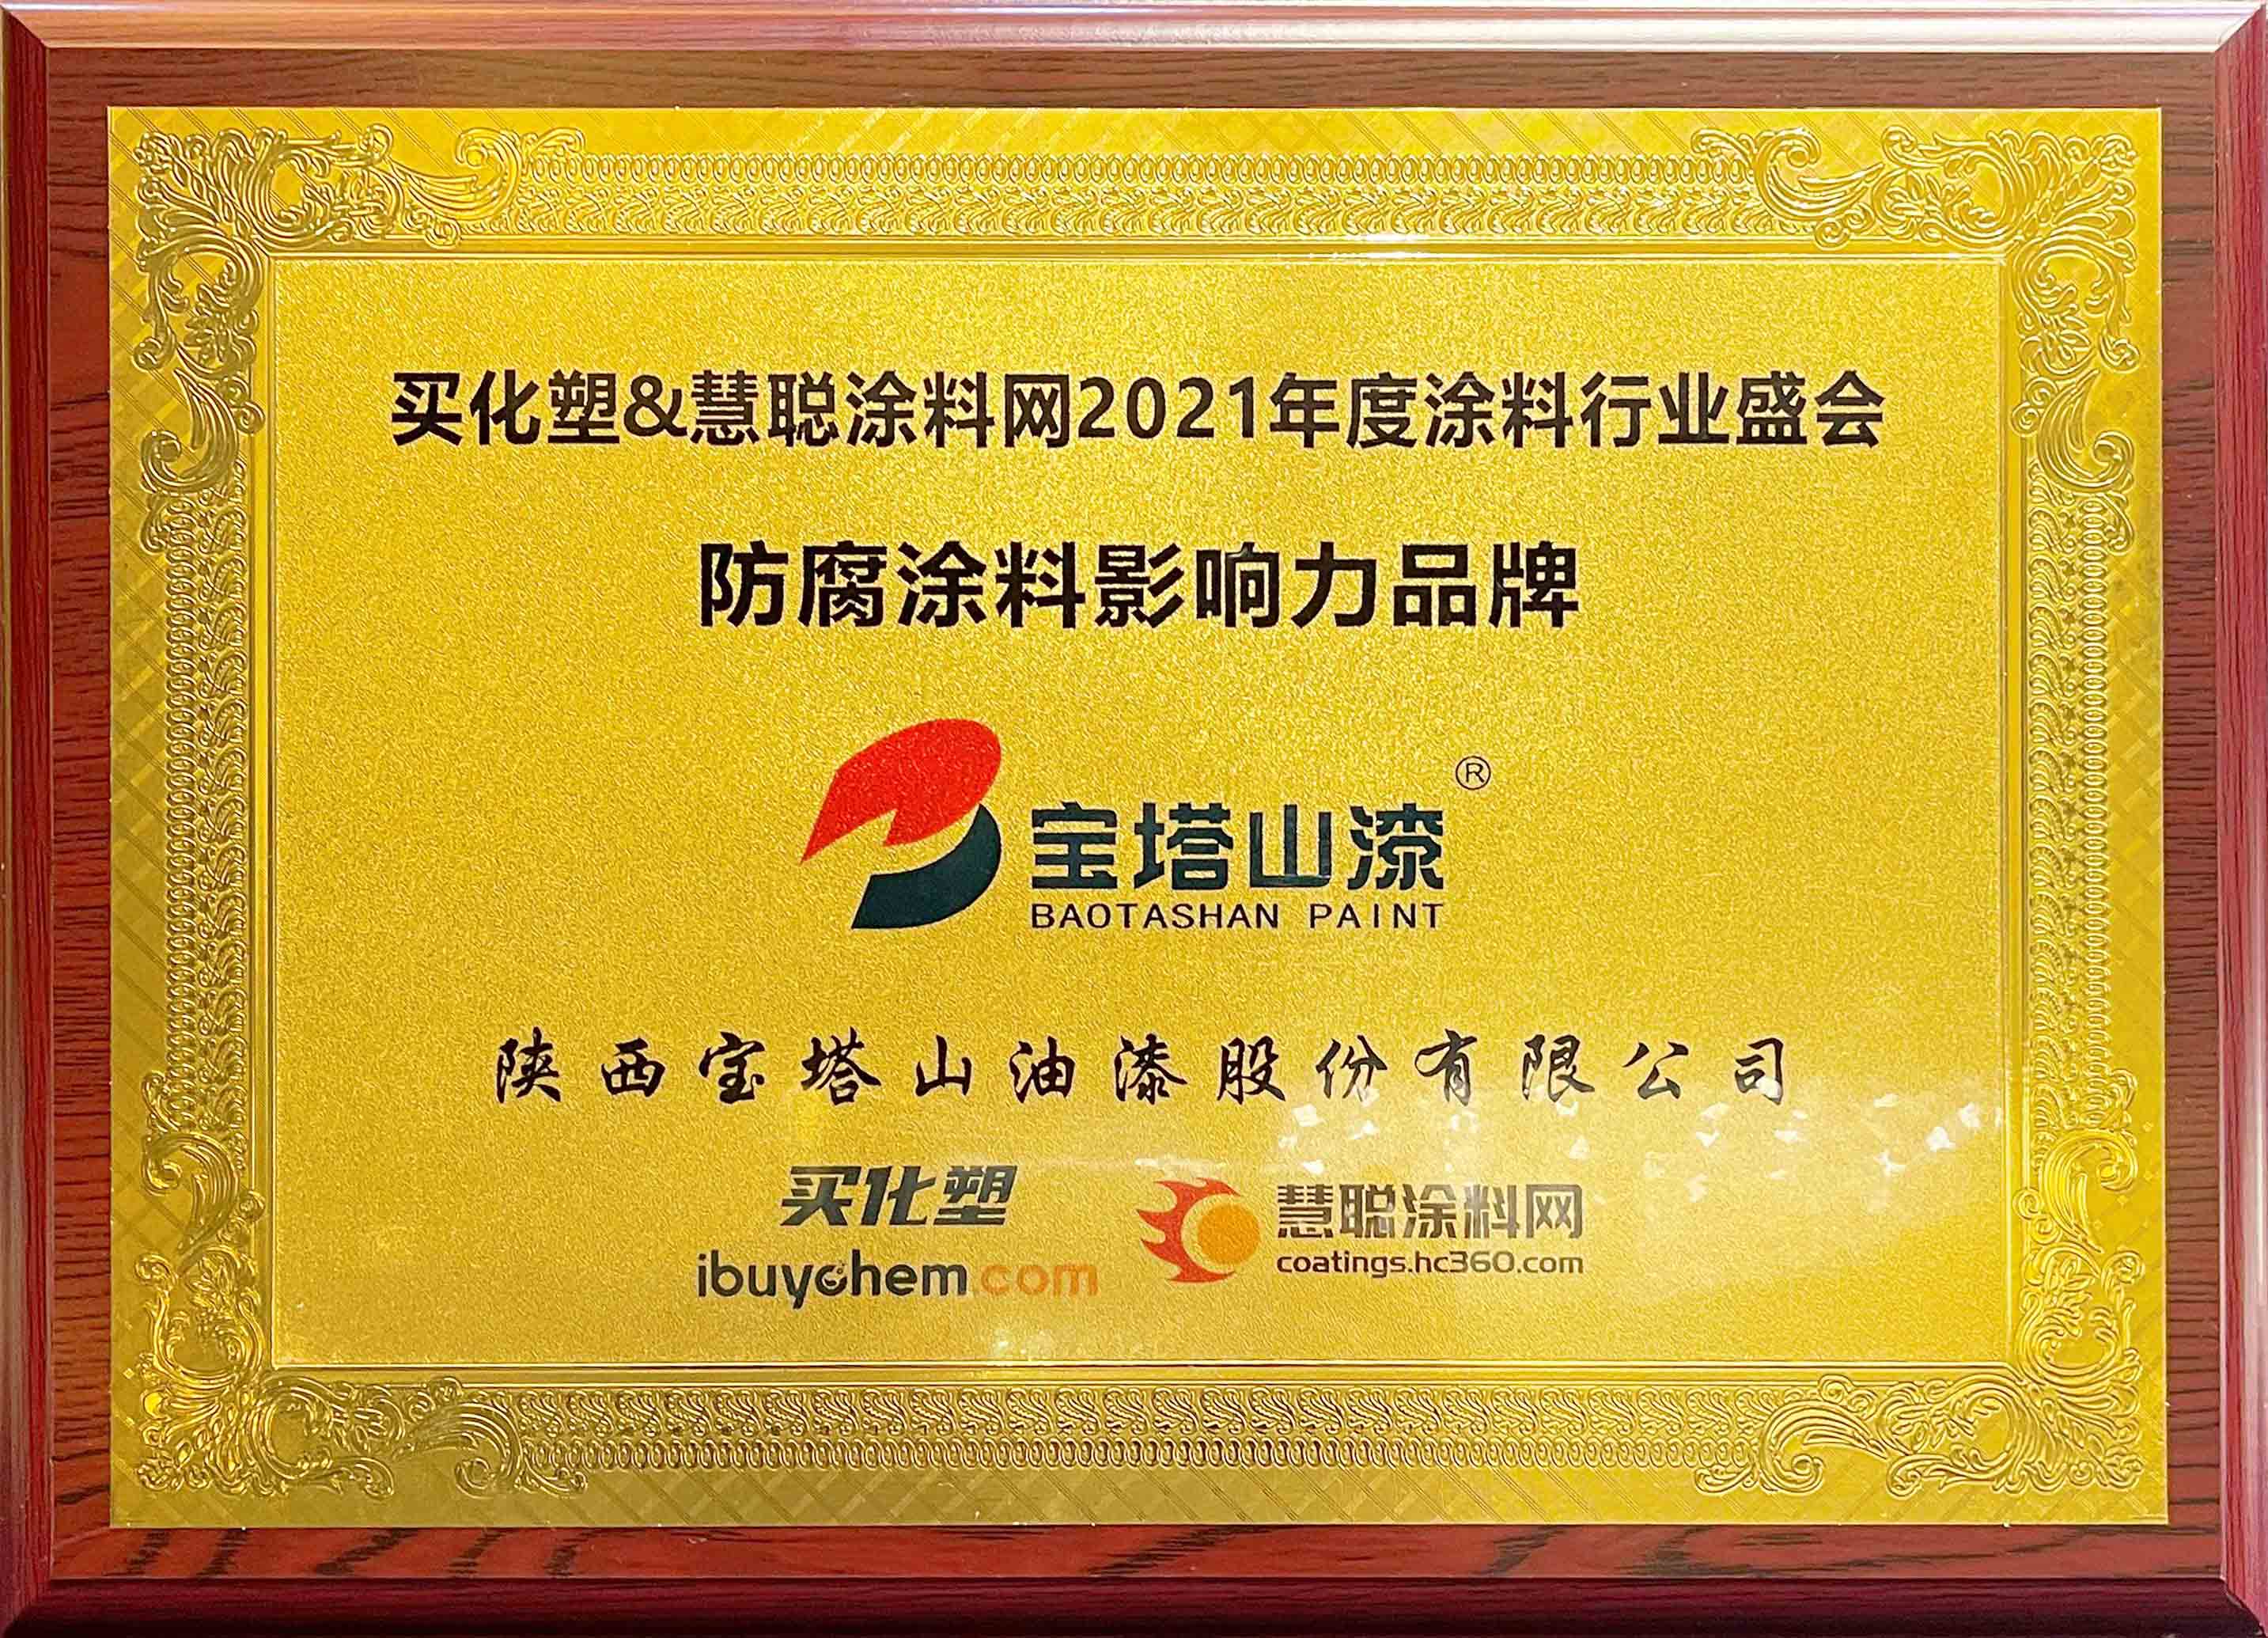 买化塑&慧聪涂料网2021年度涂料行业盛会
防腐涂料影响力品牌
宝塔山漆®
BAOTASHAN PAINT
陕西宝塔山油漆股份有限公司
买化塑
ibuychem.com
慧聪涂料网
coatings.hc360.com